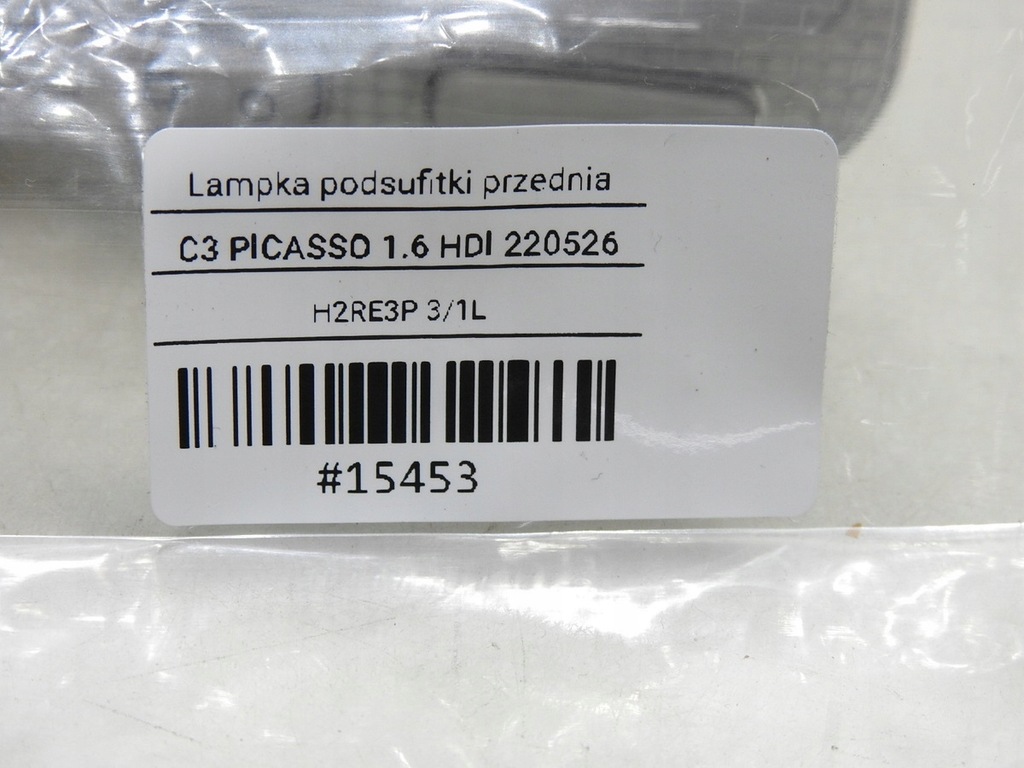 Lampka podsufitki przednia
C3 PICASSO 1.6 HDI 220526
H2RE3P 3/1L
#15453